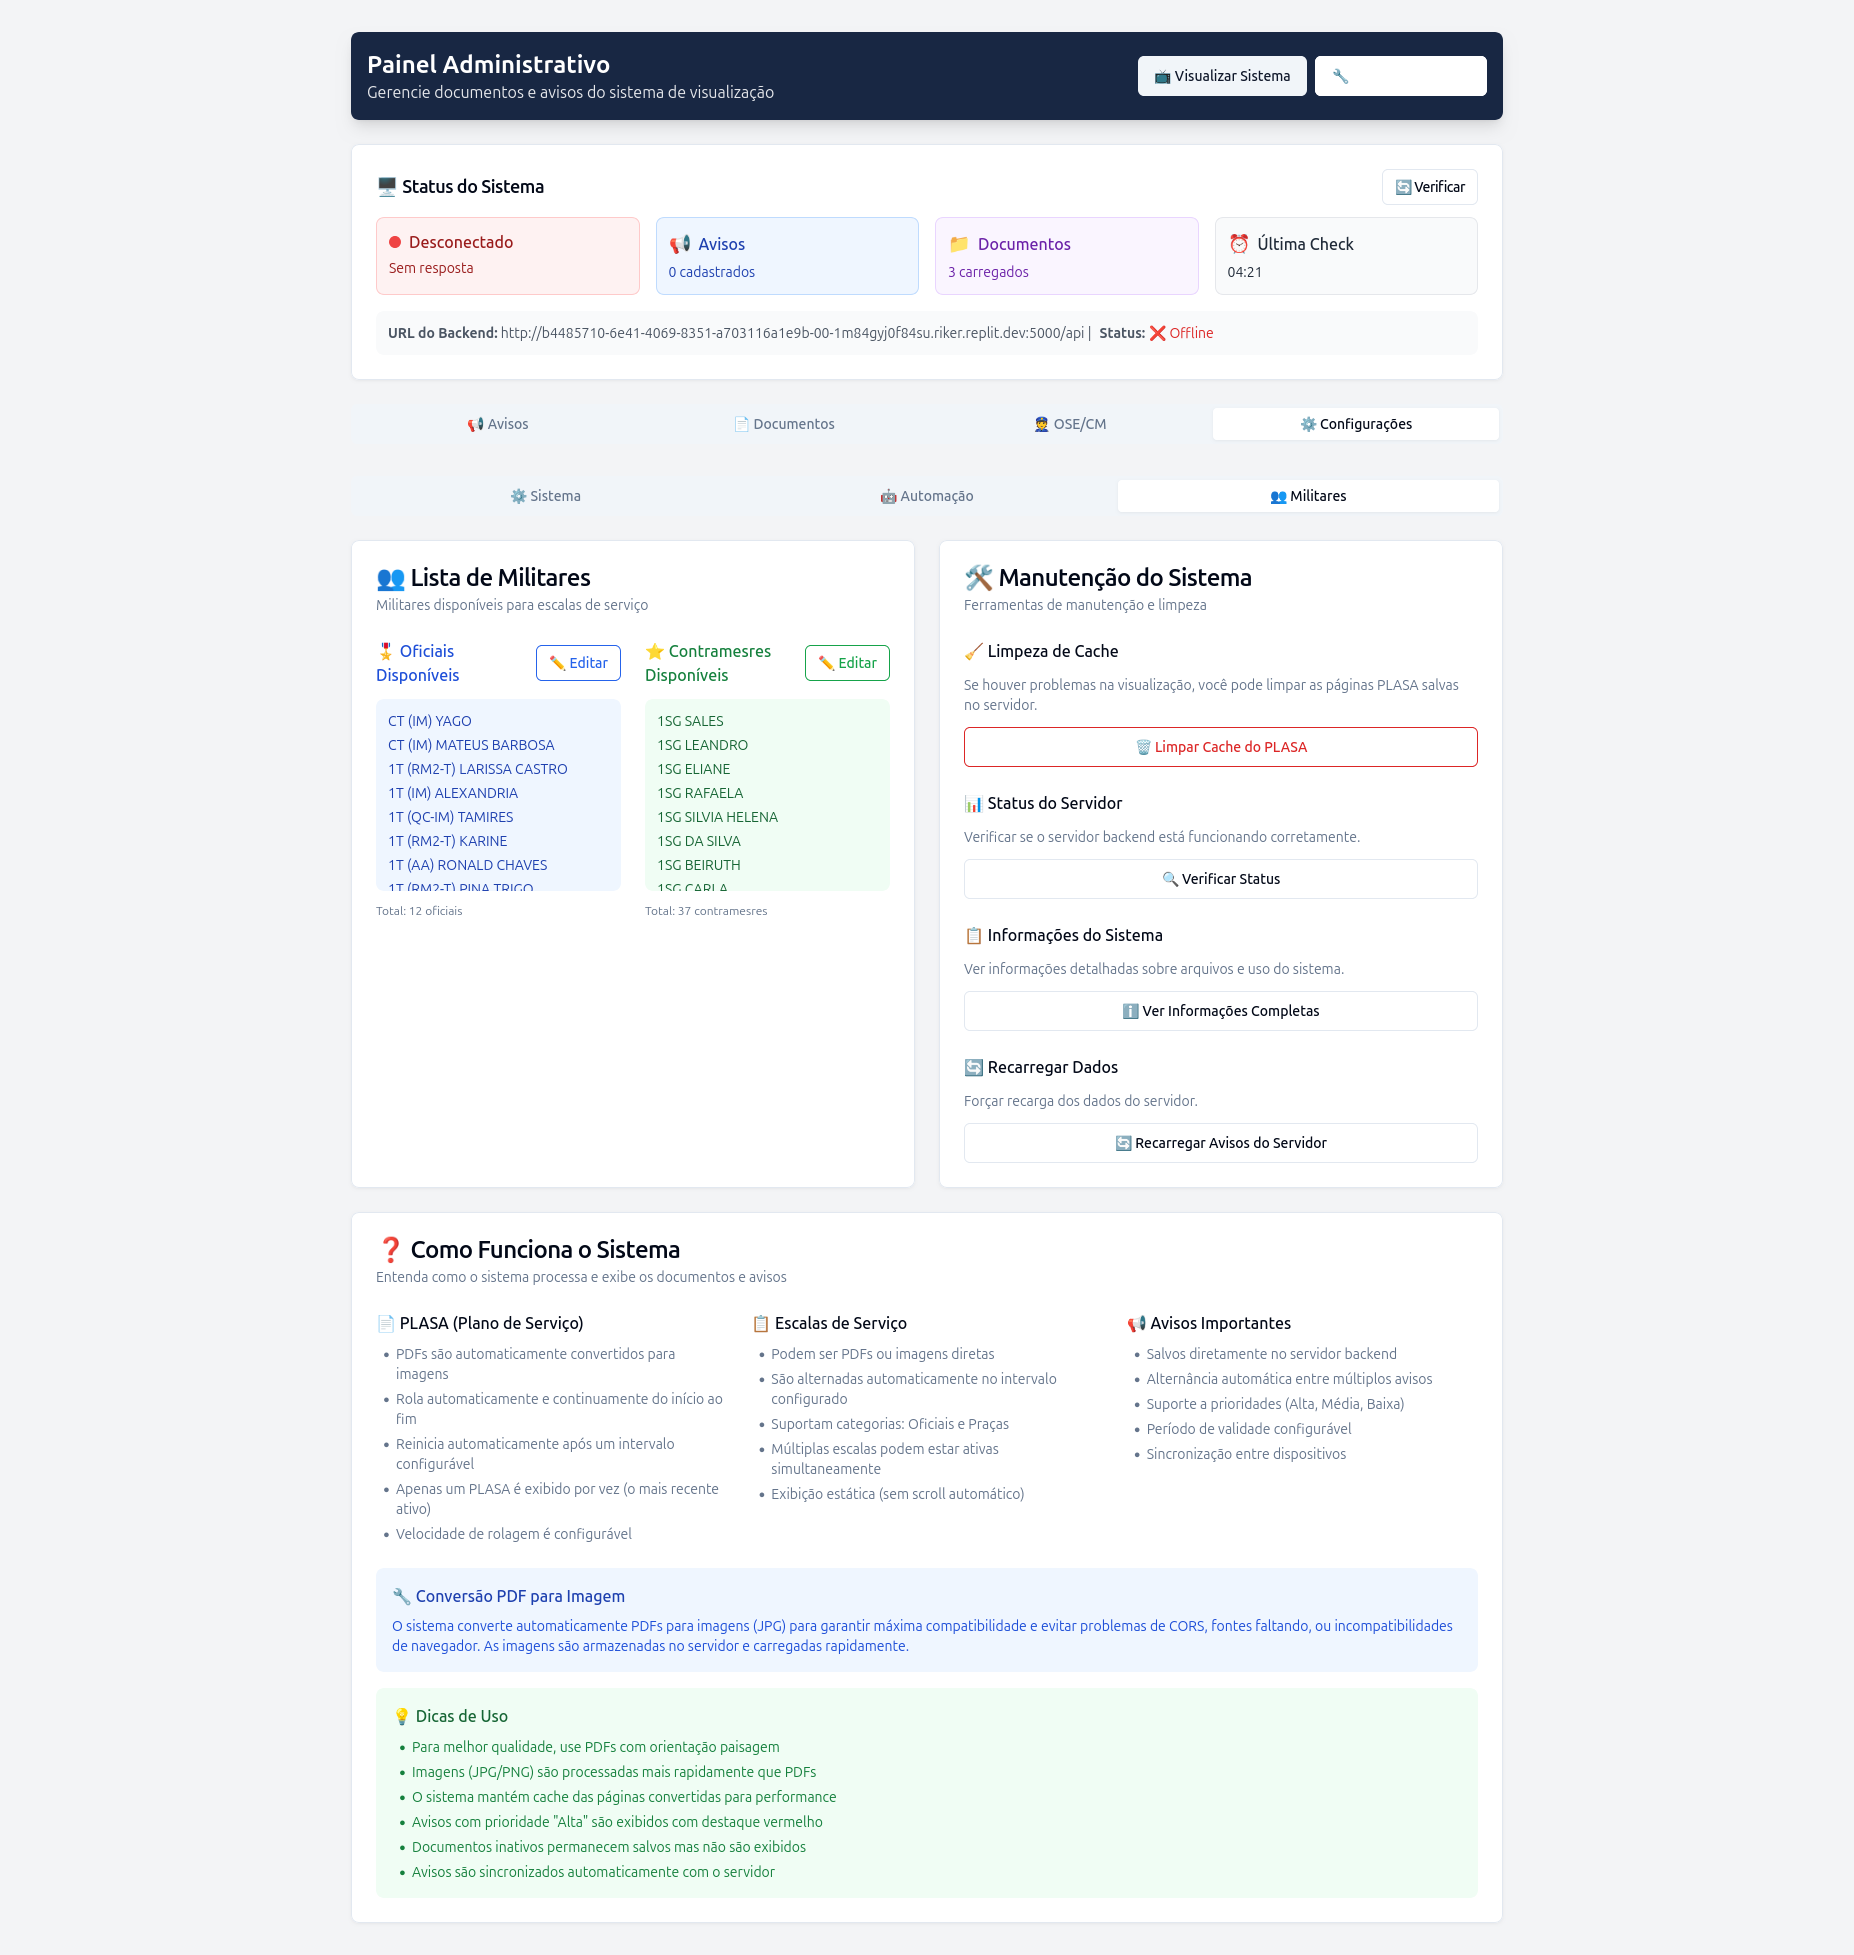 Painel Administrativo
Gerencie documentos e avisos do sistema de visualização
📺 Visualizar Sistema
🔧
🖥️ Status do Sistema
🔄 Verificar
Desconectado
Sem resposta
📢 Avisos
0 cadastrados
📁 Documentos
3 carregados
⏰ Última Check
04:21
URL do Backend: http://b4485710-6e41-4069-8351-a703116a1e9b-00-1m84gyj0f84su.riker.replit.dev:5000/api | Status: ❌ Offline
📢 Avisos
📄 Documentos
👮 OSE/CM
⚙️ Configurações
⚙️ Sistema
🤖 Automação
👥 Militares
👥 Lista de Militares
Militares disponíveis para escalas de serviço
🎖️ Oficiais
Disponíveis
✏️ Editar
CT (IM) YAGO
CT (IM) MATEUS BARBOSA
1T (RM2-T) LARISSA CASTRO
1T (IM) ALEXANDRIA
1T (QC-IM) TAMIRES
1T (RM2-T) KARINE
1T (AA) RONALD CHAVES
1T (RM2-T) PINA TRIGO
Total: 12 oficiais
⭐ Contramesres
Disponíveis
✏️ Editar
1SG SALES
1SG LEANDRO
1SG ELIANE
1SG RAFAELA
1SG SILVIA HELENA
1SG DA SILVA
1SG BEIRUTH
1SG CARLA
Total: 37 contramesres
🛠️ Manutenção do Sistema
Ferramentas de manutenção e limpeza
🧹 Limpeza de Cache
Se houver problemas na visualização, você pode limpar as páginas PLASA salvas
no servidor.
🗑️ Limpar Cache do PLASA
📊 Status do Servidor
Verificar se o servidor backend está funcionando corretamente.
🔍 Verificar Status
📋 Informações do Sistema
Ver informações detalhadas sobre arquivos e uso do sistema.
ℹ️ Ver Informações Completas
🔄 Recarregar Dados
Forçar recarga dos dados do servidor.
🔄 Recarregar Avisos do Servidor
❓ Como Funciona o Sistema
Entenda como o sistema processa e exibe os documentos e avisos
📄 PLASA (Plano de Serviço)
• PDFs são automaticamente convertidos para
imagens
• Rola automaticamente e continuamente do início ao
fim
• Reinicia automaticamente após um intervalo
configurável
• Apenas um PLASA é exibido por vez (o mais recente
ativo)
• Velocidade de rolagem é configurável
📋 Escalas de Serviço
• Podem ser PDFs ou imagens diretas
• São alternadas automaticamente no intervalo
configurado
• Suportam categorias: Oficiais e Praças
• Múltiplas escalas podem estar ativas
simultaneamente
• Exibição estática (sem scroll automático)
📢 Avisos Importantes
• Salvos diretamente no servidor backend
• Alternância automática entre múltiplos avisos
• Suporte a prioridades (Alta, Média, Baixa)
• Período de validade configurável
• Sincronização entre dispositivos
🔧 Conversão PDF para Imagem
O sistema converte automaticamente PDFs para imagens (JPG) para garantir máxima compatibilidade e evitar problemas de CORS, fontes faltando, ou incompatibilidades
de navegador. As imagens são armazenadas no servidor e carregadas rapidamente.
💡 Dicas de Uso
• Para melhor qualidade, use PDFs com orientação paisagem
• Imagens (JPG/PNG) são processadas mais rapidamente que PDFs
• O sistema mantém cache das páginas convertidas para performance
• Avisos com prioridade "Alta" são exibidos com destaque vermelho
• Documentos inativos permanecem salvos mas não são exibidos
• Avisos são sincronizados automaticamente com o servidor